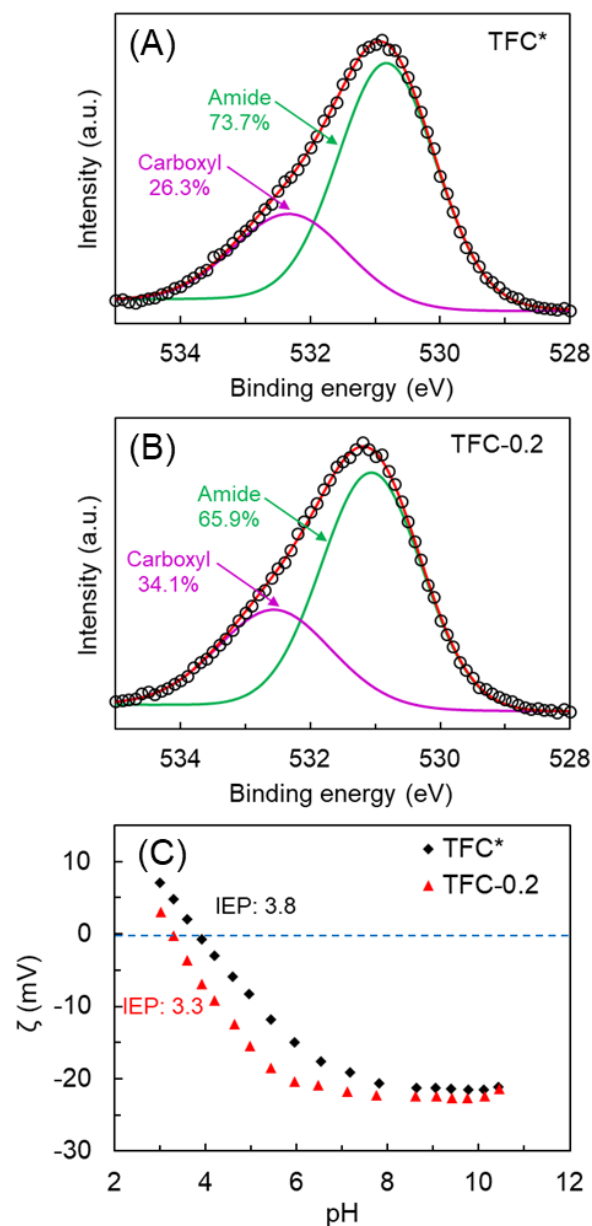 (A)
TFC*
Amide
73.7%
Carboxyl
26.3%
Intensity (a.u.)
534
532
530
528
Binding energy (eV)
(B)
TFC-0.2
Amide
65.9%
Carboxyl
34.1%
Intensity (a.u.)
534
532
530
528
Binding energy (eV)
(C)
TFC*
TFC-0.2
IEP: 3.8
IEP: 3.3
ζ (mV)
10
0
-10
-20
-30
2
4
6
8
10
12
pH